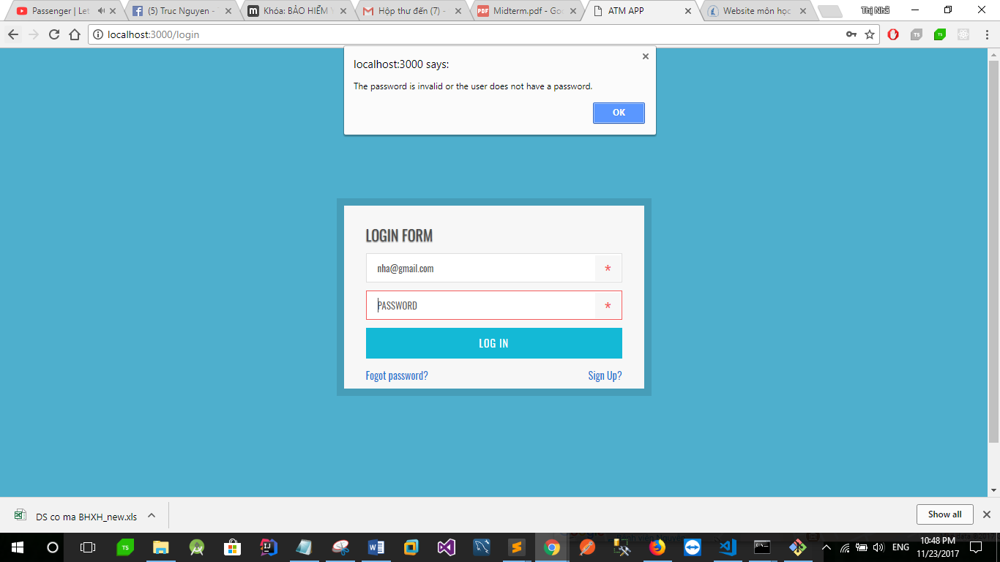 Passenger | Let
(5) Truc Nguyen -
Khóa: BẢO HIỂM Y
Hộp thư đến (7) -
Midterm.pdf - Goo
ATM APP
Website môn học
Thị Nhã
localhost:3000/login
localhost:3000 says:
The password is invalid or the user does not have a password.
OK
LOGIN FORM
nha@gmail.com
*
PASSWORD
*
LOG IN
Fogot password?
Sign Up?
DS co ma BHXH_new.xls
Show all
ENG
10:48 PM
11/23/2017